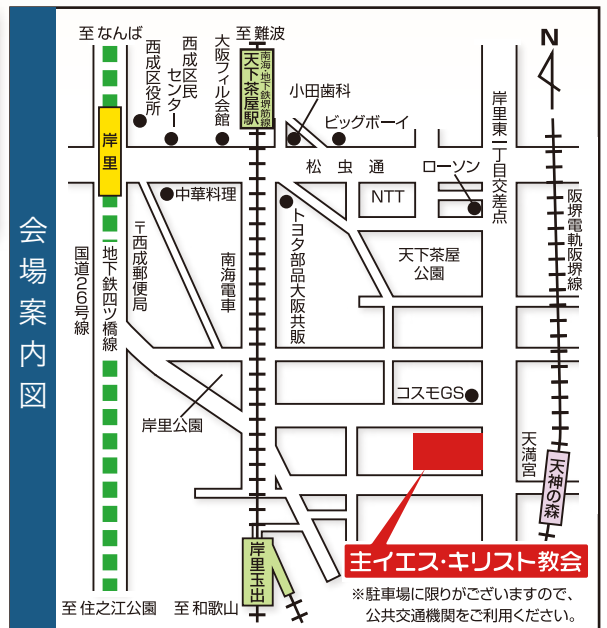 会場案内図
至なんば
至難波
N
西成区役所
西成区民
センター
大阪フィル会館
南海・地下鉄堺筋線
天下茶屋駅
小田歯科
ビッグボーイ
岸里
松虫通
ローソン
岸里東一丁目交差点
中華料理
NTT
阪堺電軌阪堺線
〒西成郵便局
国道26号線
地下鉄四ツ橋線
南海電車
トヨタ部品大阪共販
天下茶屋
公園
コスモGS
岸里公園
天満宮
天神の森
岸里玉出
主イエス・キリスト教会
※駐車場に限りがございますので、
公共交通機関をご利用ください。
至住之江公園
至和歌山